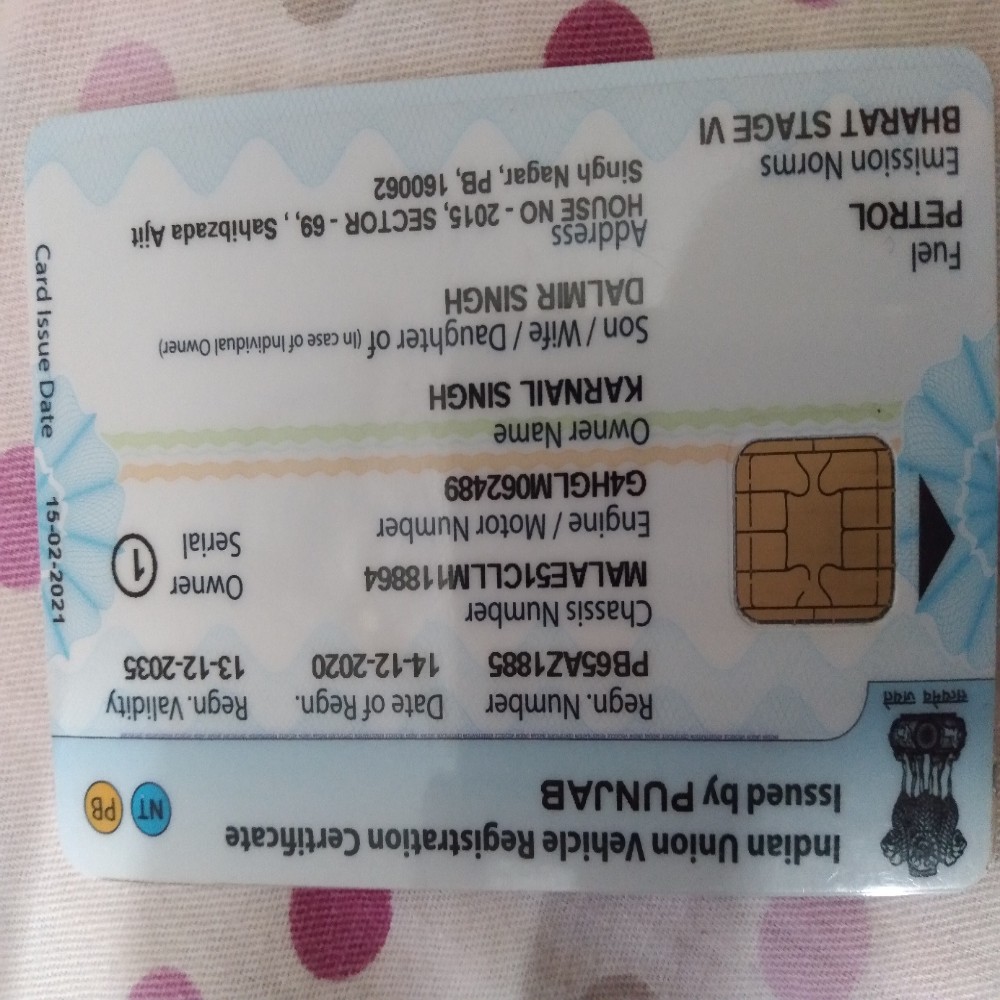 Indian Union Vehicle Registration Certificate
Issued by PUNJAB
NT PB
सत्यमेव जयते
Regn. Number Date of Regn. Regn. Validity
PB65AZ1885 14-12-2020 13-12-2035
Chassis Number
MALAE51CLLM118864
Owner
Serial
1
Engine / Motor Number
G4HGLM062489
Owner Name
KARNAIL SINGH
Son / Wife / Daughter of (In case of Individual Owner)
DALMIR SINGH
Fuel
PETROL
Address
HOUSE NO - 2015, SECTOR - 69, , Sahibzada Ajit
Singh Nagar, PB, 160062
Emission Norms
BHARAT STAGE VI
Card Issue Date 15-02-2021